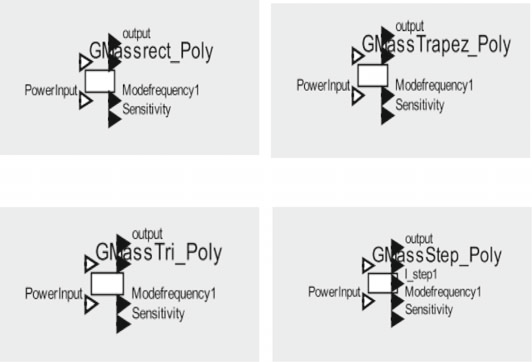 output
GMassrect_Poly
PowerInput
Modefrequency1
Sensitivity
output
GMassTrapez_Poly
PowerInput
Modefrequency1
Sensitivity
output
GMassTri_Poly
PowerInput
Modefrequency1
Sensitivity
output
GMassStep_Poly
I_step1
PowerInput
Modefrequency1
Sensitivity